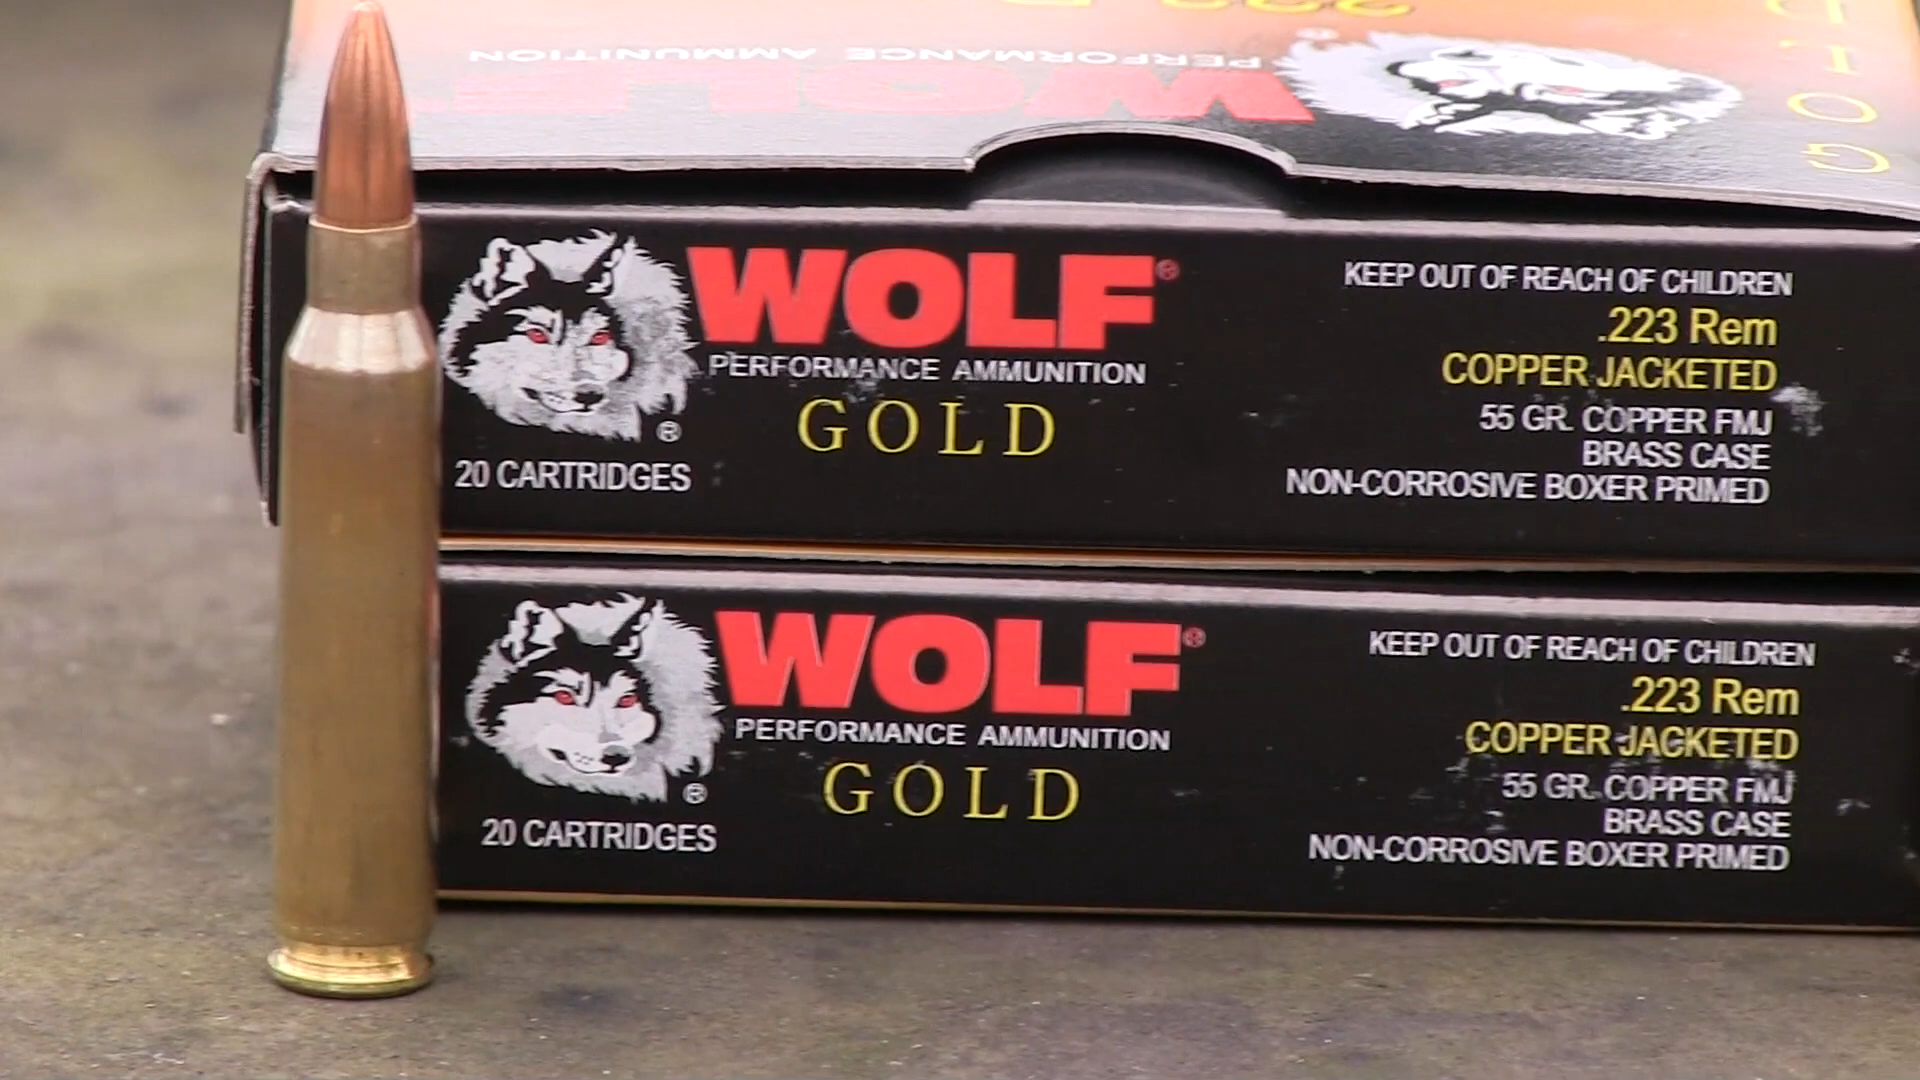 .223 R
PERFORMANCE AMMUNITION
WOLF
GOLD
WOLF®
PERFORMANCE AMMUNITION
GOLD
®
20 CARTRIDGES
KEEP OUT OF REACH OF CHILDREN
.223 Rem
COPPER JACKETED
55 GR. COPPER FMJ
BRASS CASE
NON-CORROSIVE BOXER PRIMED
WOLF®
PERFORMANCE AMMUNITION
GOLD
®
20 CARTRIDGES
KEEP OUT OF REACH OF CHILDREN
.223 Rem
COPPER JACKETED
55 GR. COPPER FMJ
BRASS CASE
NON-CORROSIVE BOXER PRIMED